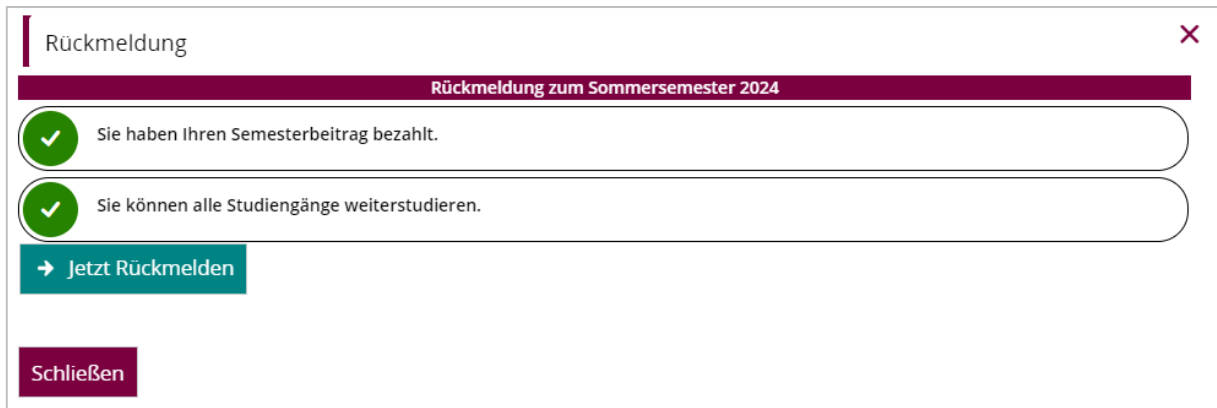 Rückmeldung
Rückmeldung zum Sommersemester 2024
Sie haben Ihren Semesterbeitrag bezahlt.
Sie können alle Studiengänge weiterstudieren.
Jetzt Rückmelden
Schließen